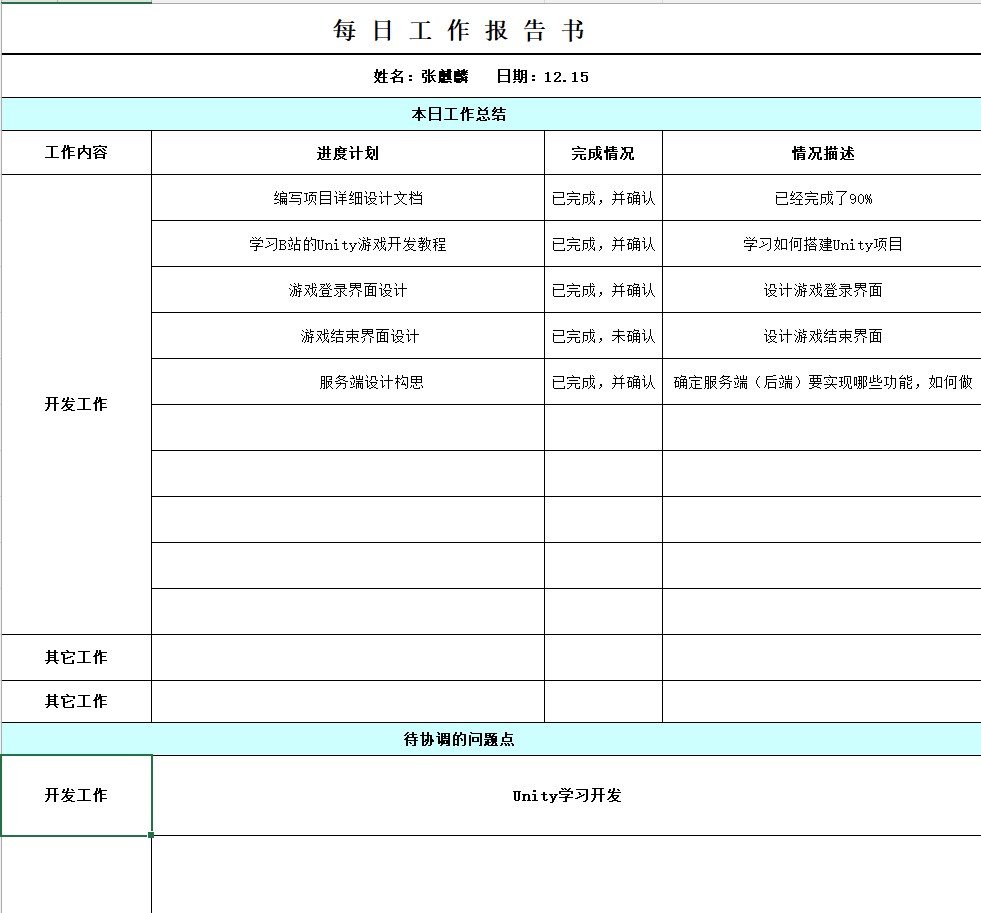 每日工作报告书
姓名：张麒麟 日期：12.15
本日工作总结
工作内容 进度计划 完成情况 情况描述
编写项目详细设计文档 已完成，并确认 已经完成了90%
学习B站的Unity游戏开发教程 已完成，并确认 学习如何搭建Unity项目
游戏登录界面设计 已完成，并确认 设计游戏登录界面
游戏结束界面设计 已完成，未确认 设计游戏结束界面
服务端设计构思 已完成，并确认 确定服务端（后端）要实现哪些功能，如何做
开发工作
其它工作
其它工作
待协调的问题点
开发工作 Unity学习开发